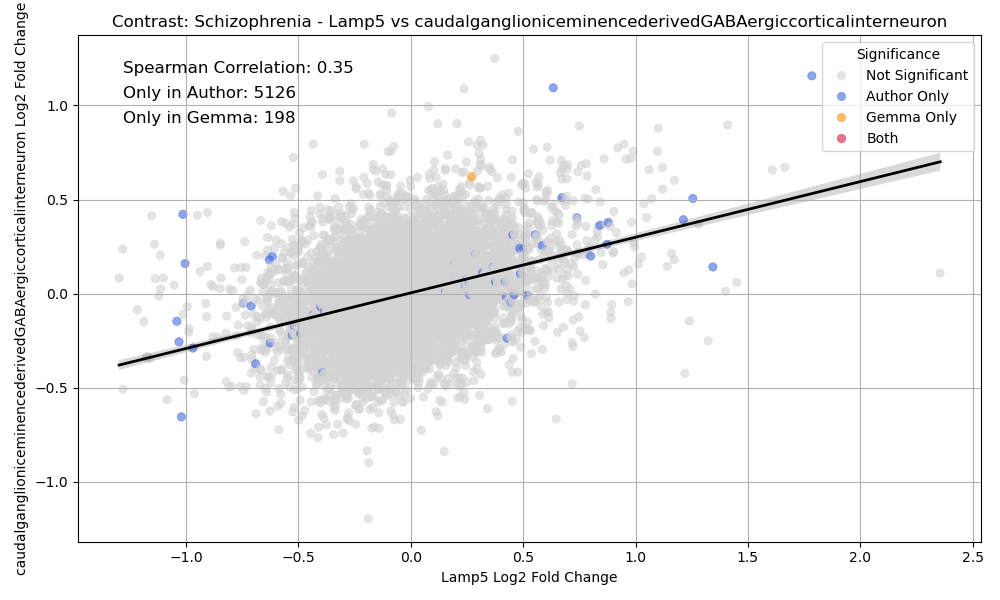 Contrast: Schizophrenia - Lamp5 vs caudalganglioniceminencederivedGABAergiccorticalinterneuron
Spearman Correlation: 0.35
Only in Author: 5126
Only in Gemma: 198
Significance
Not Significant
Author Only
Gemma Only
Both
caudalganglioniceminencederivedGABAergiccorticalinterneuron Log2 Fold Change
1.0
0.5
0.0
−0.5
−1.0
−1.0
−0.5
0.0
0.5
1.0
1.5
2.0
2.5
Lamp5 Log2 Fold Change